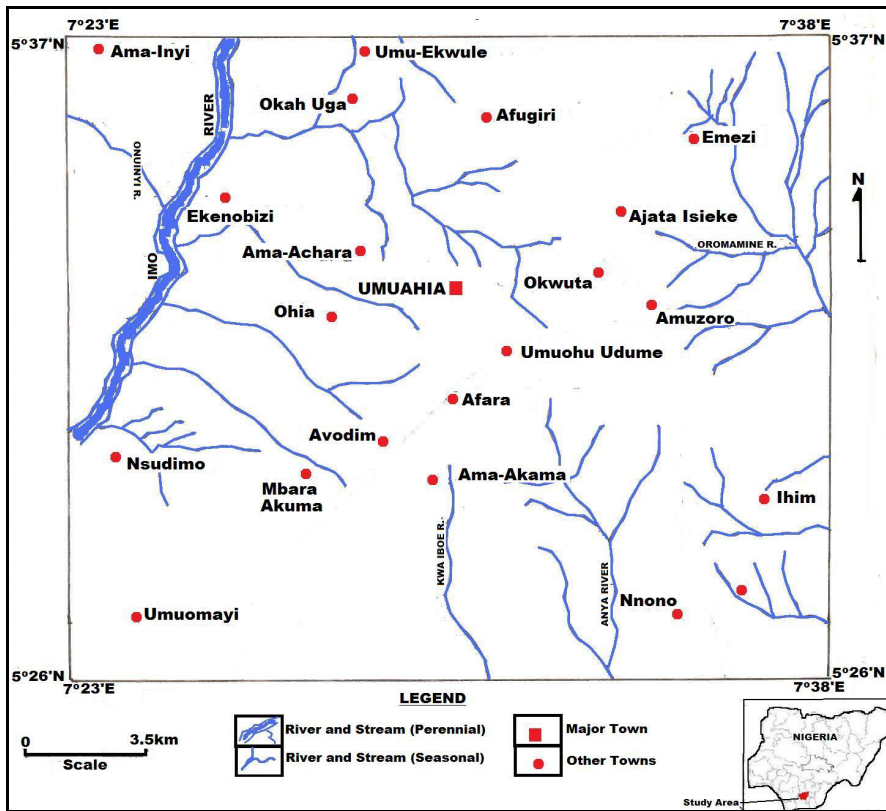 7°23'E
7°38'E
5°37'N
5°37'N
Ama-Inyi
Umu-Ekwule
Okah Uga
Afugiri
Emezi
RIVER
ONUINYI R.
Ekenobizi
Ajata Isieke
N
OROMAMINE R.
Ama-Achara
IMO
UMUAHIA
Okwuta
Ohia
Amuzoro
Umuohu Udume
Afara
Avodim
Nsudimo
Ama-Akama
Mbara
Akuma
Ihim
KWA IBOE R.
ANYA RIVER
Nnono
Umuomayi
5°26'N
5°26'N
7°23'E
7°38'E
LEGEND
River and Stream (Perennial)
Major Town
River and Stream (Seasonal)
Other Towns
0
3.5km
Scale
NIGERIA
Study Area